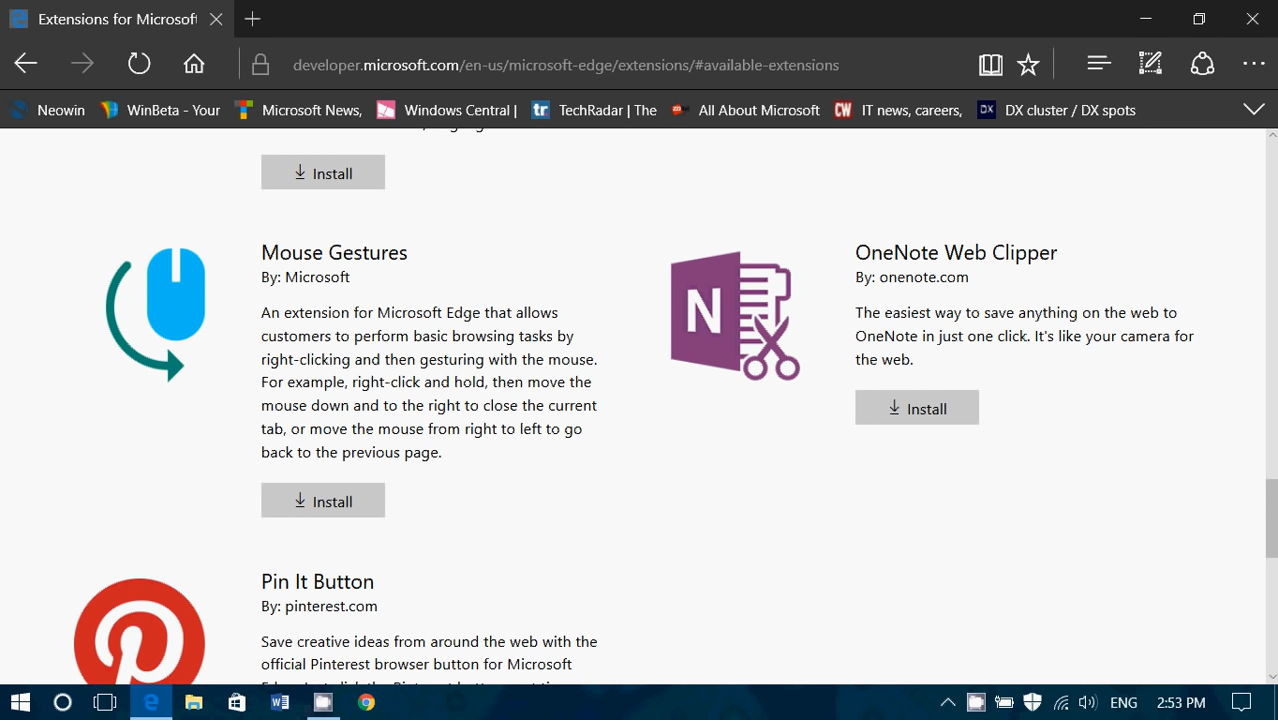 Extensions for Microsof
developer.microsoft.com/en-us/microsoft-edge/extensions/#available-extensions
Neowin WinBeta - Your Microsoft News, Windows Central | tr TechRadar | The All About Microsoft CW IT news, careers, DX DX cluster / DX spots
Install
Mouse Gestures
By: Microsoft
An extension for Microsoft Edge that allows
customers to perform basic browsing tasks by
right-clicking and then gesturing with the mouse.
For example, right-click and hold, then move the
mouse down and to the right to close the current
tab, or move the mouse from right to left to go
back to the previous page.
Install
N
OneNote Web Clipper
By: onenote.com
The easiest way to save anything on the web to
OneNote in just one click. It's like your camera for
the web.
Install
Pin It Button
By: pinterest.com
Save creative ideas from around the web with the
official Pinterest browser button for Microsoft
ENG 2:53 PM